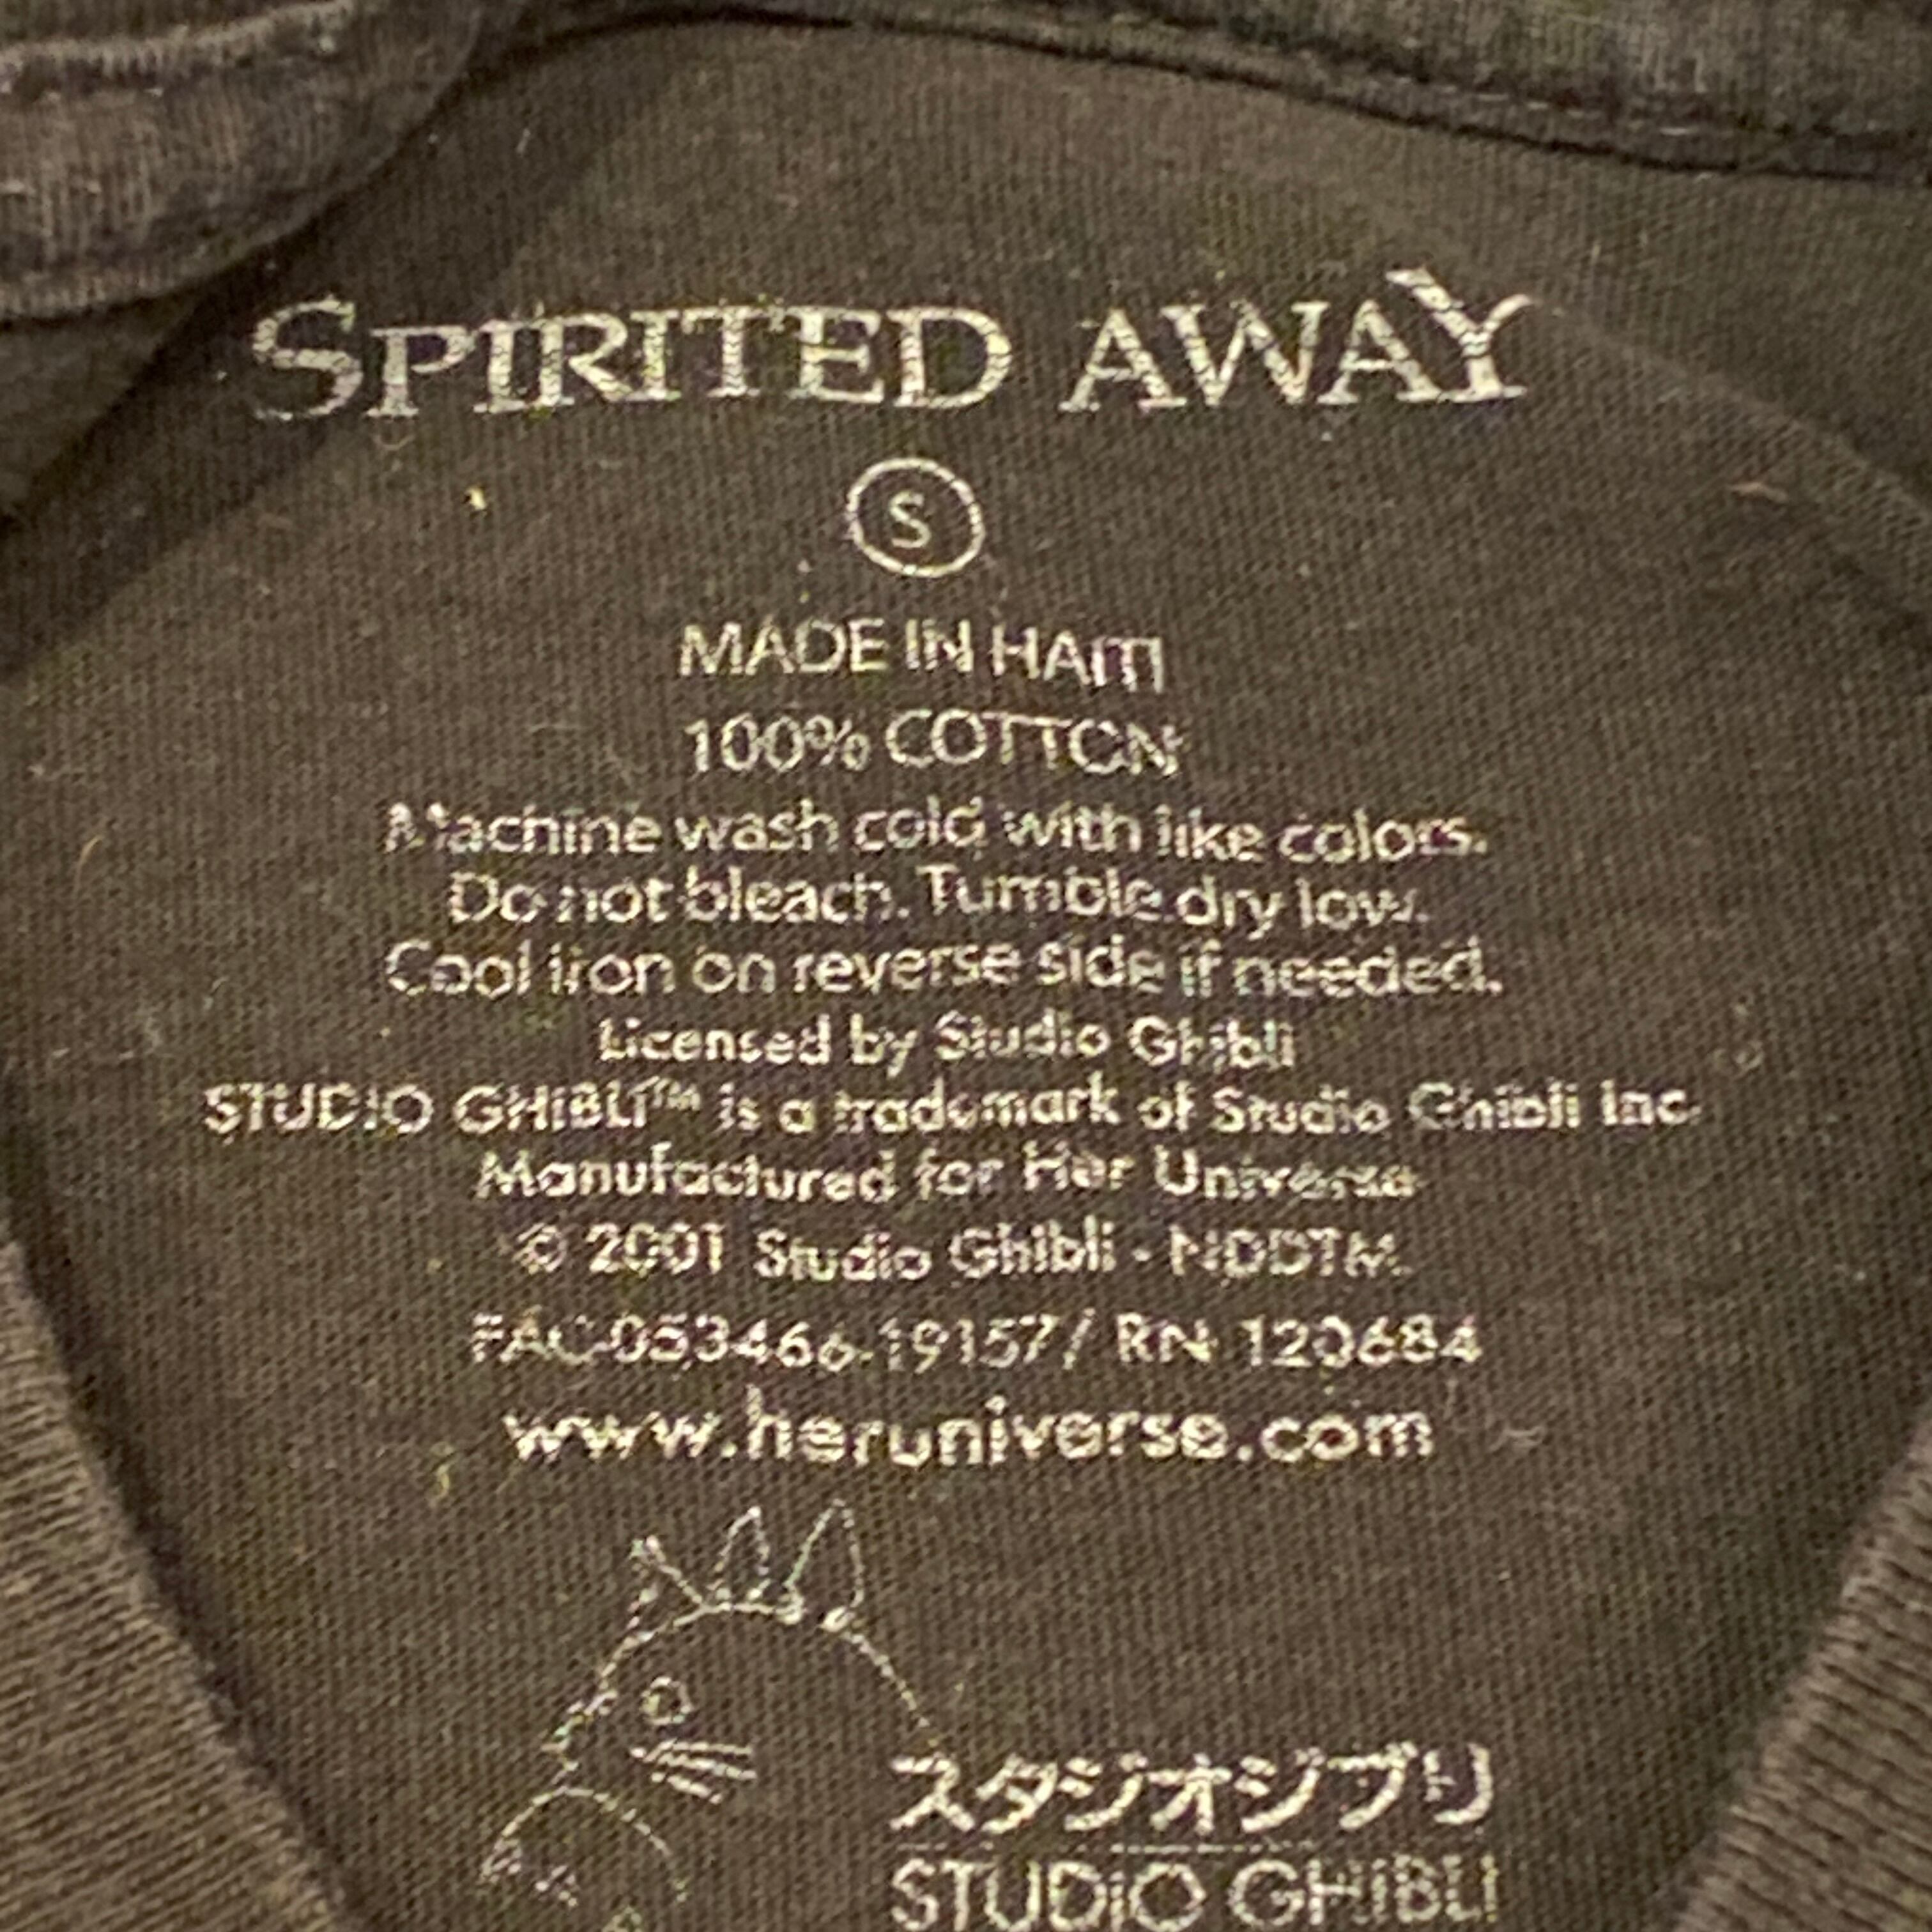 SPIRITED AWAY
S
MADE IN HAITI
100% COTTON
Machine wash cold with like colors.
Do not bleach. Tumble dry low.
Cool iron on reverse side if needed.
Licensed by Studio Ghibli
STUDIO GHIBLI™ is a trademark of Studio Ghibli Inc.
Manufactured for Her Universe
© 2001 Studio Ghibli - NDDTM.
FAC-053466-19157/ RN 120684
www.heruniverse.com
スタジオジブリ
STUDIO GHIBLI